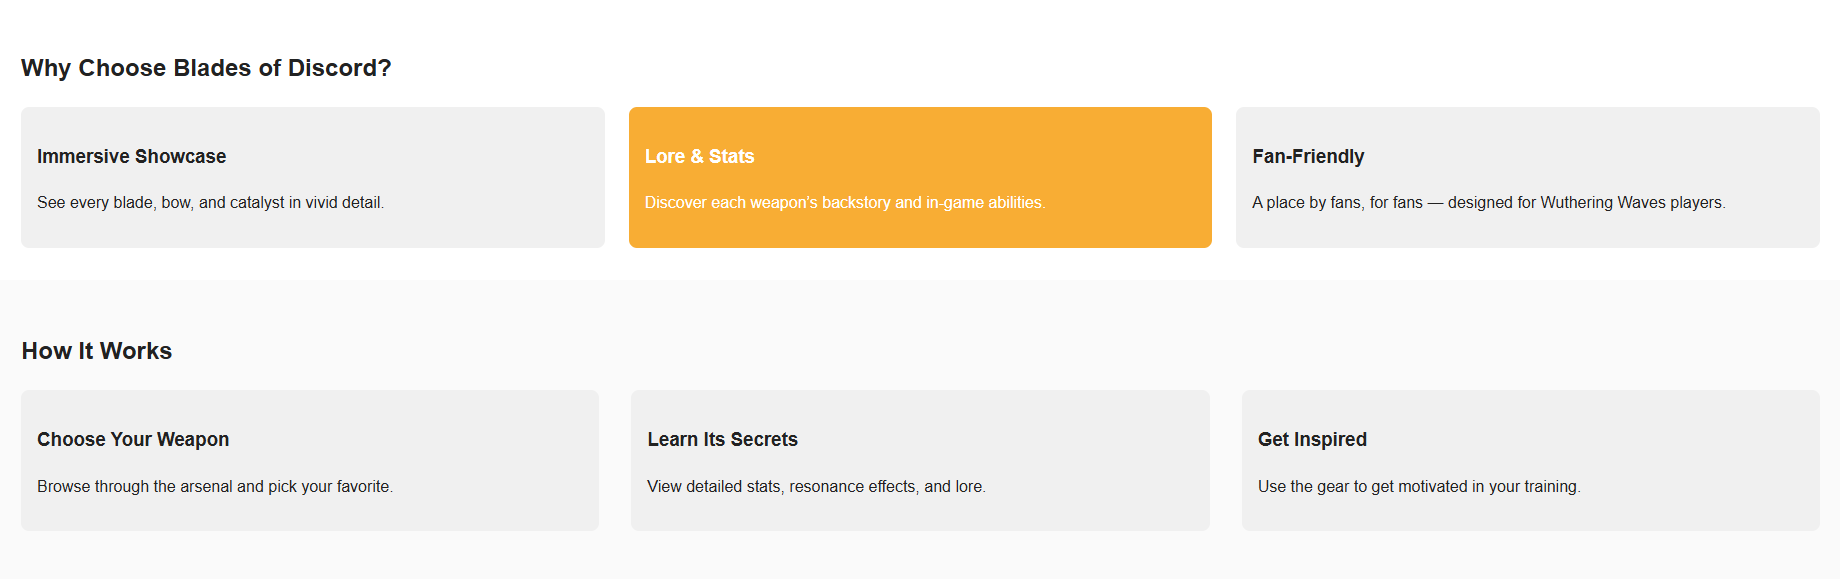 Why Choose Blades of Discord?
Immersive Showcase
See every blade, bow, and catalyst in vivid detail.
Lore & Stats
Discover each weapon's backstory and in-game abilities.
Fan-Friendly
A place by fans, for fans — designed for Wuthering Waves players.
How It Works
Choose Your Weapon
Browse through the arsenal and pick your favorite.
Learn Its Secrets
View detailed stats, resonance effects, and lore.
Get Inspired
Use the gear to get motivated in your training.